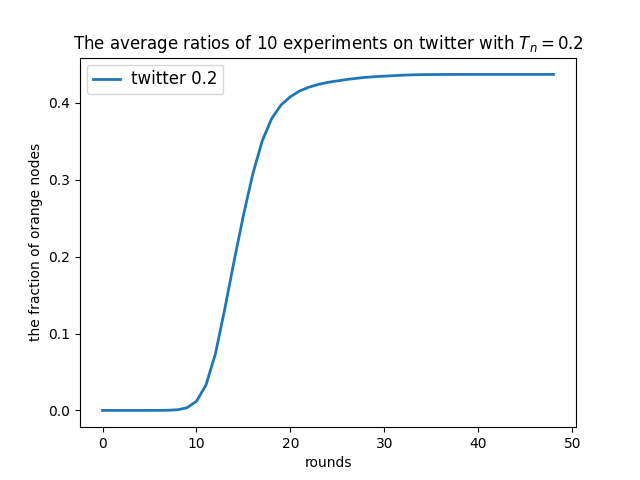 The average ratios of 10 experiments on twitter with $T_n = 0.2$
twitter 0.2
the fraction of orange nodes
0.4
0.3
0.2
0.1
0.0
0 10 20 30 40 50
rounds